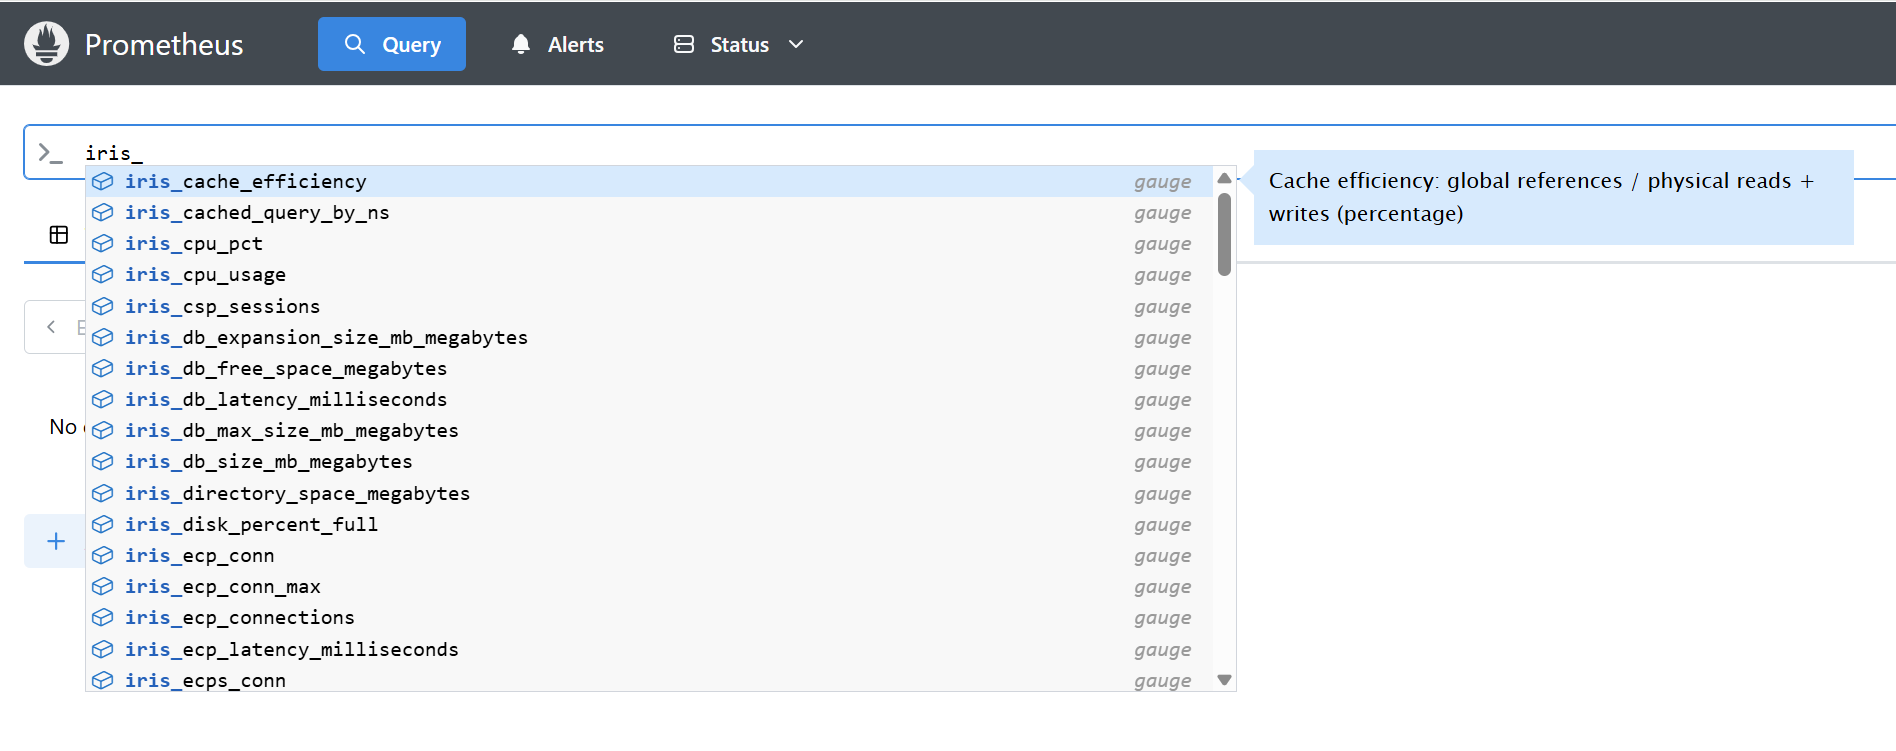 Prometheus
Query
Alerts
Status
iris_
iris_cache_efficiency gauge
iris_cached_query_by_ns gauge
iris_cpu_pct gauge
iris_cpu_usage gauge
iris_csp_sessions gauge
iris_db_expansion_size_mb_megabytes gauge
iris_db_free_space_megabytes gauge
iris_db_latency_milliseconds gauge
iris_db_max_size_mb_megabytes gauge
iris_db_size_mb_megabytes gauge
iris_directory_space_megabytes gauge
iris_disk_percent_full gauge
iris_ecp_conn gauge
iris_ecp_conn_max gauge
iris_ecp_connections gauge
iris_ecp_latency_milliseconds gauge
iris_ecps_conn gauge
Cache efficiency: global references / physical reads +
writes (percentage)
No